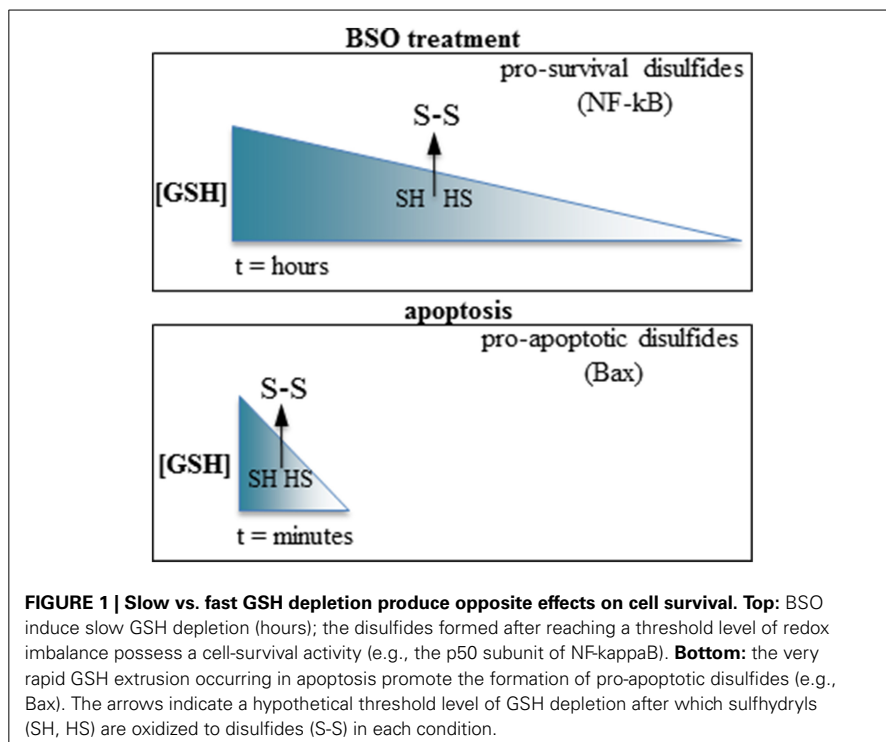 BSO treatment
pro-survival disulfides
(NF-kB)
S-S
[GSH]
SH HS
t = hours
apoptosis
pro-apoptotic disulfides
(Bax)
S-S
[GSH]
SH HS
t = minutes
FIGURE 1 | Slow vs. fast GSH depletion produce opposite effects on cell survival. Top: BSO
induce slow GSH depletion (hours); the disulfides formed after reaching a threshold level of redox
imbalance possess a cell-survival activity (e.g., the p50 subunit of NF-kappaB). Bottom: the very
rapid GSH extrusion occurring in apoptosis promote the formation of pro-apoptotic disulfides (e.g.,
Bax). The arrows indicate a hypothetical threshold level of GSH depletion after which sulfhydryls
(SH, HS) are oxidized to disulfides (S-S) in each condition.